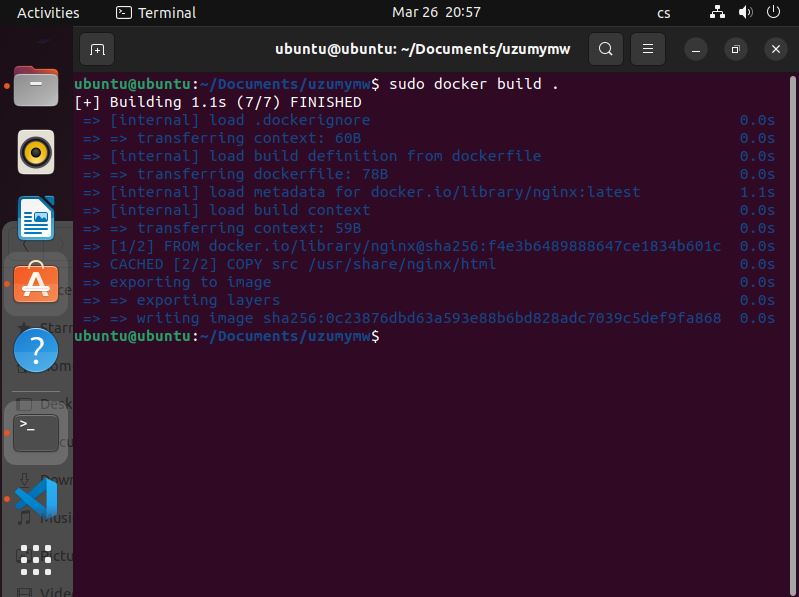 Activities
Terminal
Mar 26 20:57
cs
ubuntu@ubuntu: ~/Documents/uzumymw
ubuntu@ubuntu:~/Documents/uzumymw$ sudo docker build .
[+] Building 1.1s (7/7) FINISHED
=> [internal] load .dockerignore 0.0s
=> => transferring context: 60B 0.0s
=> [internal] load build definition from dockerfile 0.0s
=> => transferring dockerfile: 78B 0.0s
=> [internal] load metadata for docker.io/library/nginx:latest 1.1s
=> [internal] load build context 0.0s
=> => transferring context: 59B 0.0s
=> [1/2] FROM docker.io/library/nginx@sha256:f4e3b6489888647ce1834b601c 0.0s
=> CACHED [2/2] COPY src /usr/share/nginx/html 0.0s
=> exporting to image 0.0s
=> => exporting layers 0.0s
=> => writing image sha256:0c23876dbd63a593e88b6bd828adc7039c5def9fa868 0.0s
ubuntu@ubuntu:~/Documents/uzumymw$